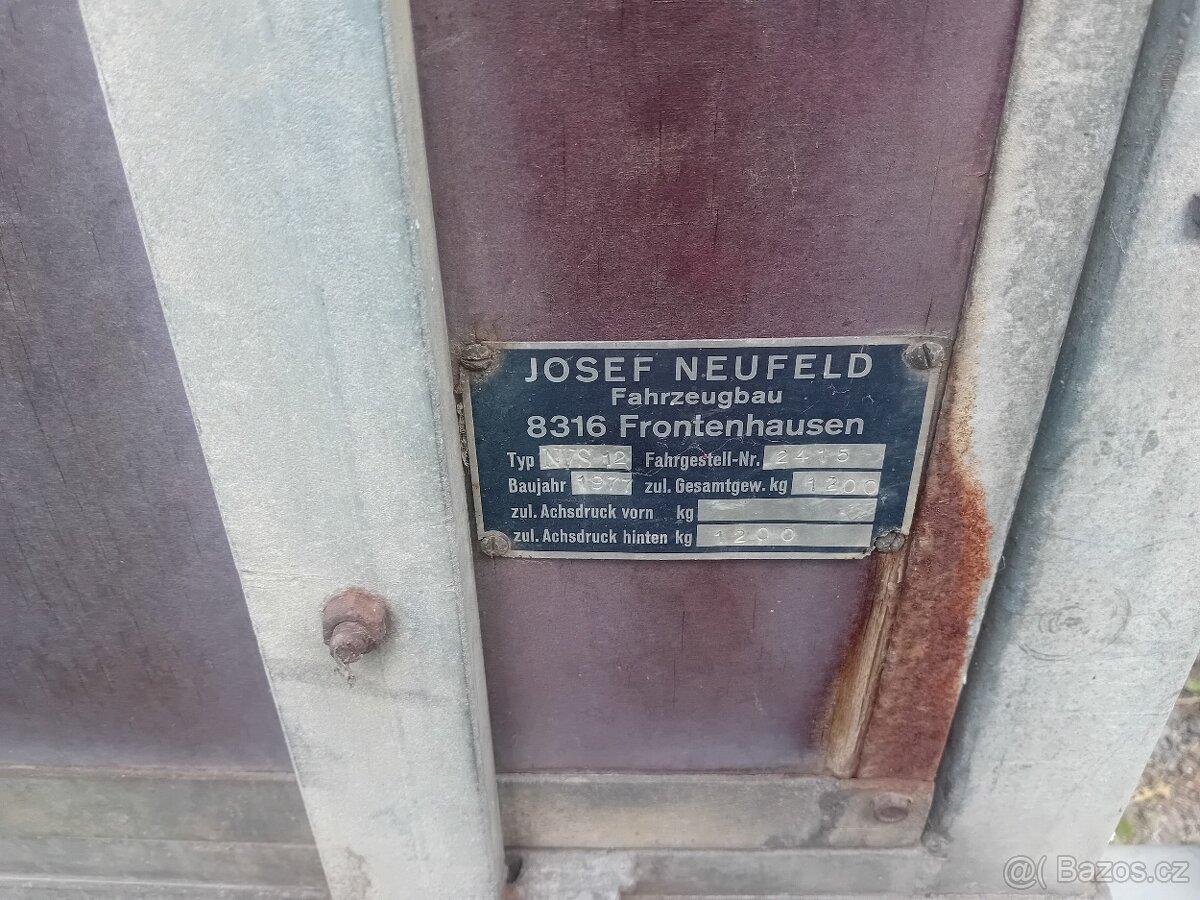 JOSEF NEUFELD
Fahrzeugbau
8316 Frontenhausen
Typ N/S 12 Fahrgestell-Nr. 2415
Baujahr 1977 zul. Gesamtgew. kg 1200
zul. Achsdruck vorn kg
zul. Achsdruck hinten kg 1200
@( Bazos.cz